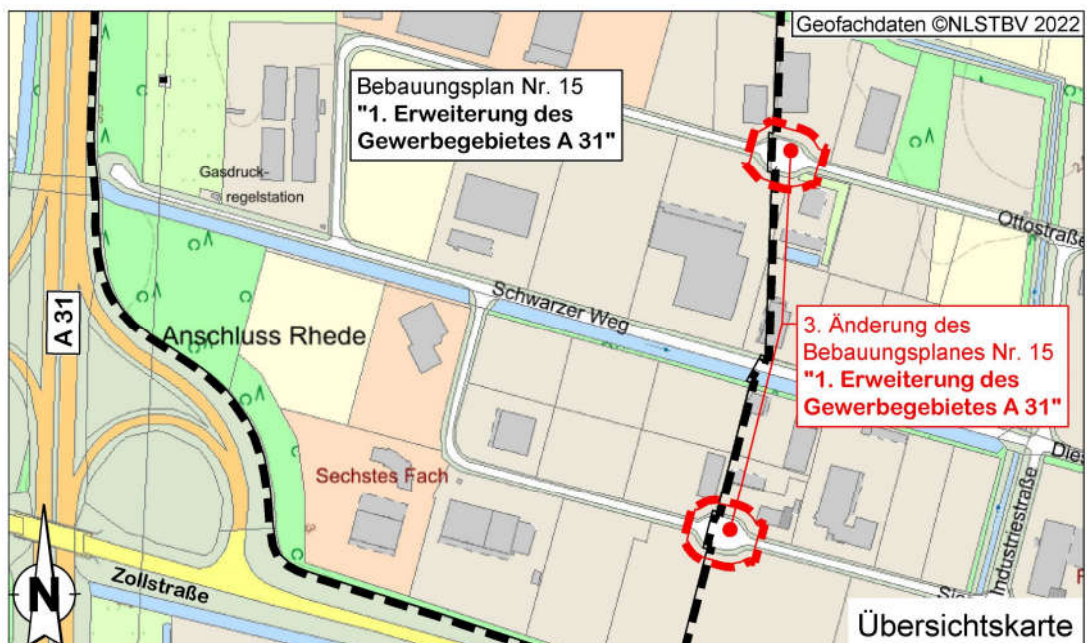 Geofachdaten ©NLSTBV 2022
Bebauungsplan Nr. 15
"1. Erweiterung des
Gewerbegebietes A 31"
Gasdruck-
regelstation
Ottostraße
A 31
Schwarzer Weg
Anschluss Rhede
3. Änderung des
Bebauungsplanes Nr. 15
"1. Erweiterung des
Gewerbegebietes A 31"
Sechstes Fach
Dies
Industriestraße
N
Zollstraße
Übersichtskarte